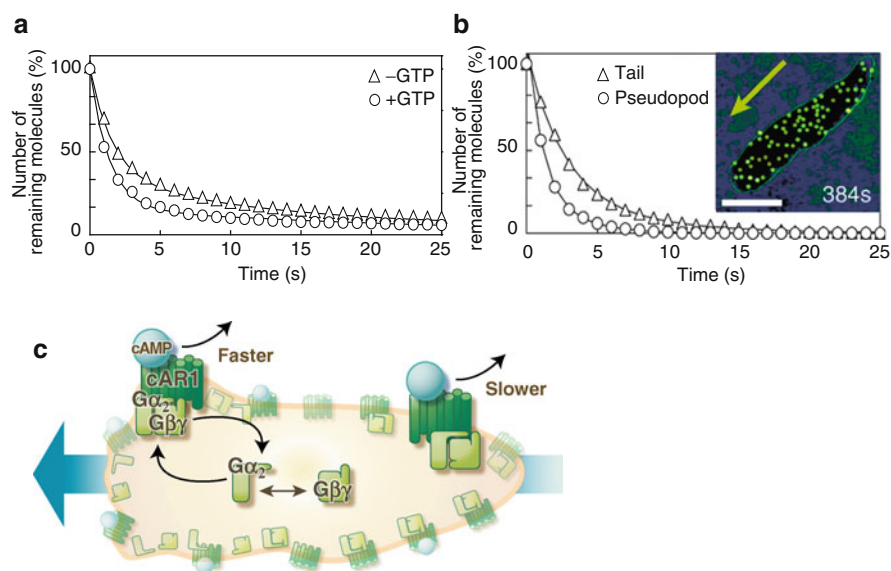 a
Number of
remaining molecules (%)
100
50
0
–GTP
+GTP
0 5 10 15 20 25
Time (s)
b
Number of
remaining molecules (%)
100
50
0
Tail
Pseudopod
384s
0 5 10 15 20 25
Time (s)
c
cAMP
Faster
cAR1
Gα2
Gβγ
Slower
Gα2
Gβγ